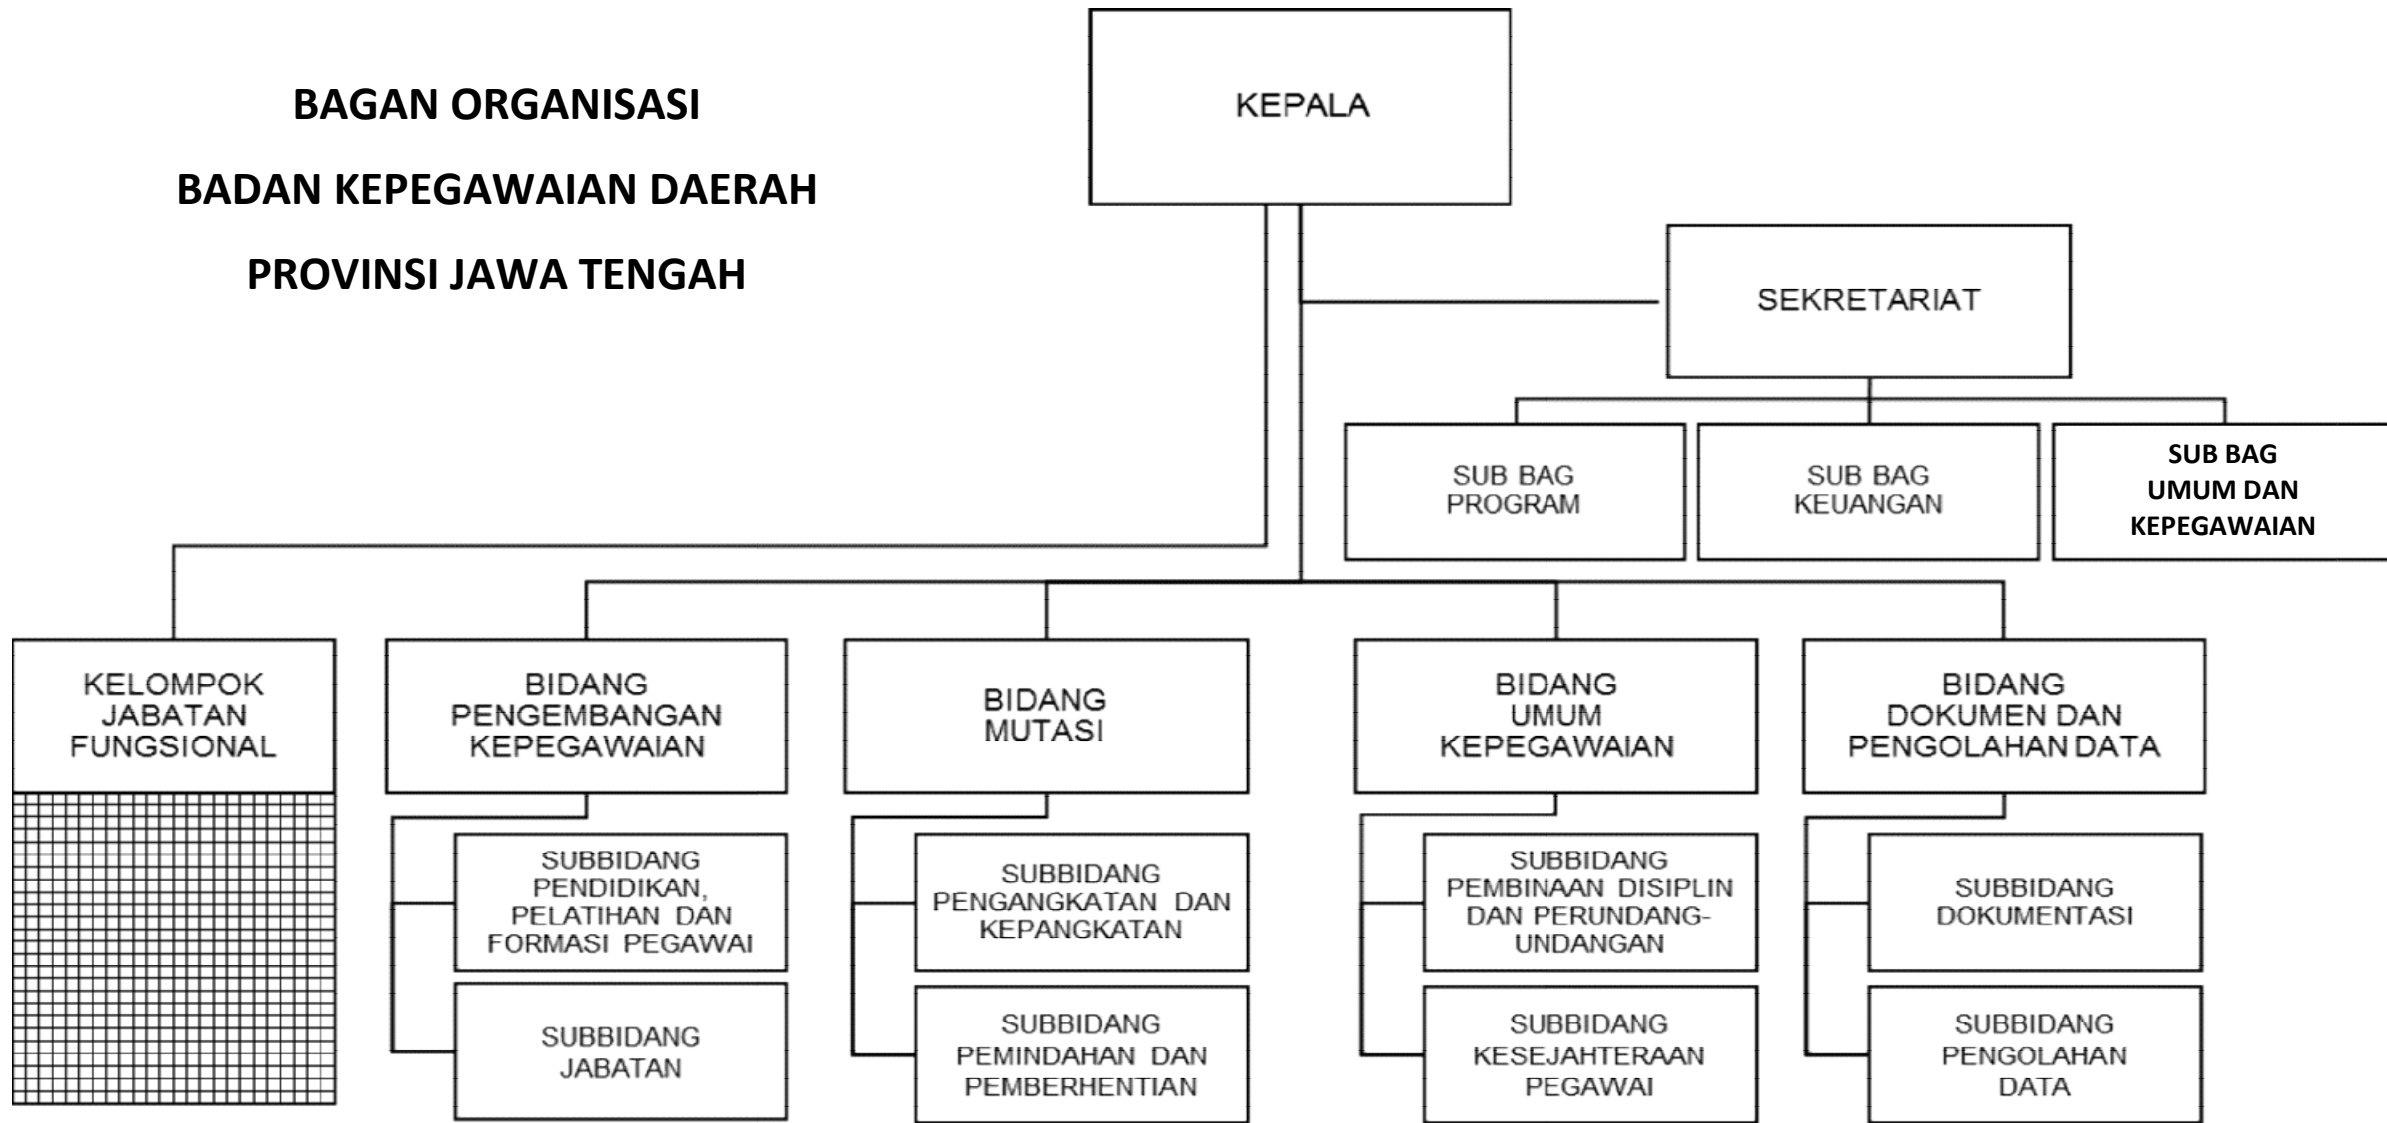 BAGAN ORGANISASI
BADAN KEPEGAWAIAN DAERAH
PROVINSI JAWA TENGAH
KEPALA
SEKRETARIAT
SUB BAG
PROGRAM
SUB BAG
KEUANGAN
SUB BAG
UMUM DAN
KEPEGAWAIAN
KELOMPOK
JABATAN
FUNGSIONAL
BIDANG
PENGEMBANGAN
KEPEGAWAIAN
BIDANG
MUTASI
BIDANG
UMUM
KEPEGAWAIAN
BIDANG
DOKUMEN DAN
PENGOLAHAN DATA
SUBBIDANG
PENDIDIKAN,
PELATIHAN DAN
FORMASI PEGAWAI
SUBBIDANG
JABATAN
SUBBIDANG
PENGANGKATAN DAN
KEPANGKATAN
SUBBIDANG
PEMINDAHAN DAN
PEMBERHENTIAN
SUBBIDANG
PEMBINAAN DISIPLIN
DAN PERUNDANG-
UNDANGAN
SUBBIDANG
KESEJAHTERAAN
PEGAWAI
SUBBIDANG
DOKUMENTASI
SUBBIDANG
PENGOLAHAN
DATA